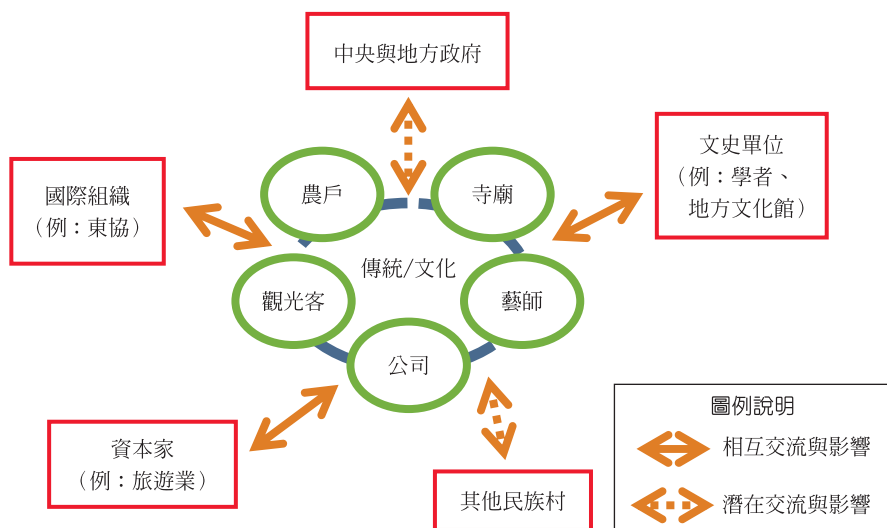 中央與地方政府
文史單位
（例：學者、
地方文化館）
國際組織
（例：東協）
農戶
寺廟
傳統/文化
觀光客
藝師
公司
資本家
（例：旅遊業）
其他民族村
圖例說明
相互交流與影響
潛在交流與影響